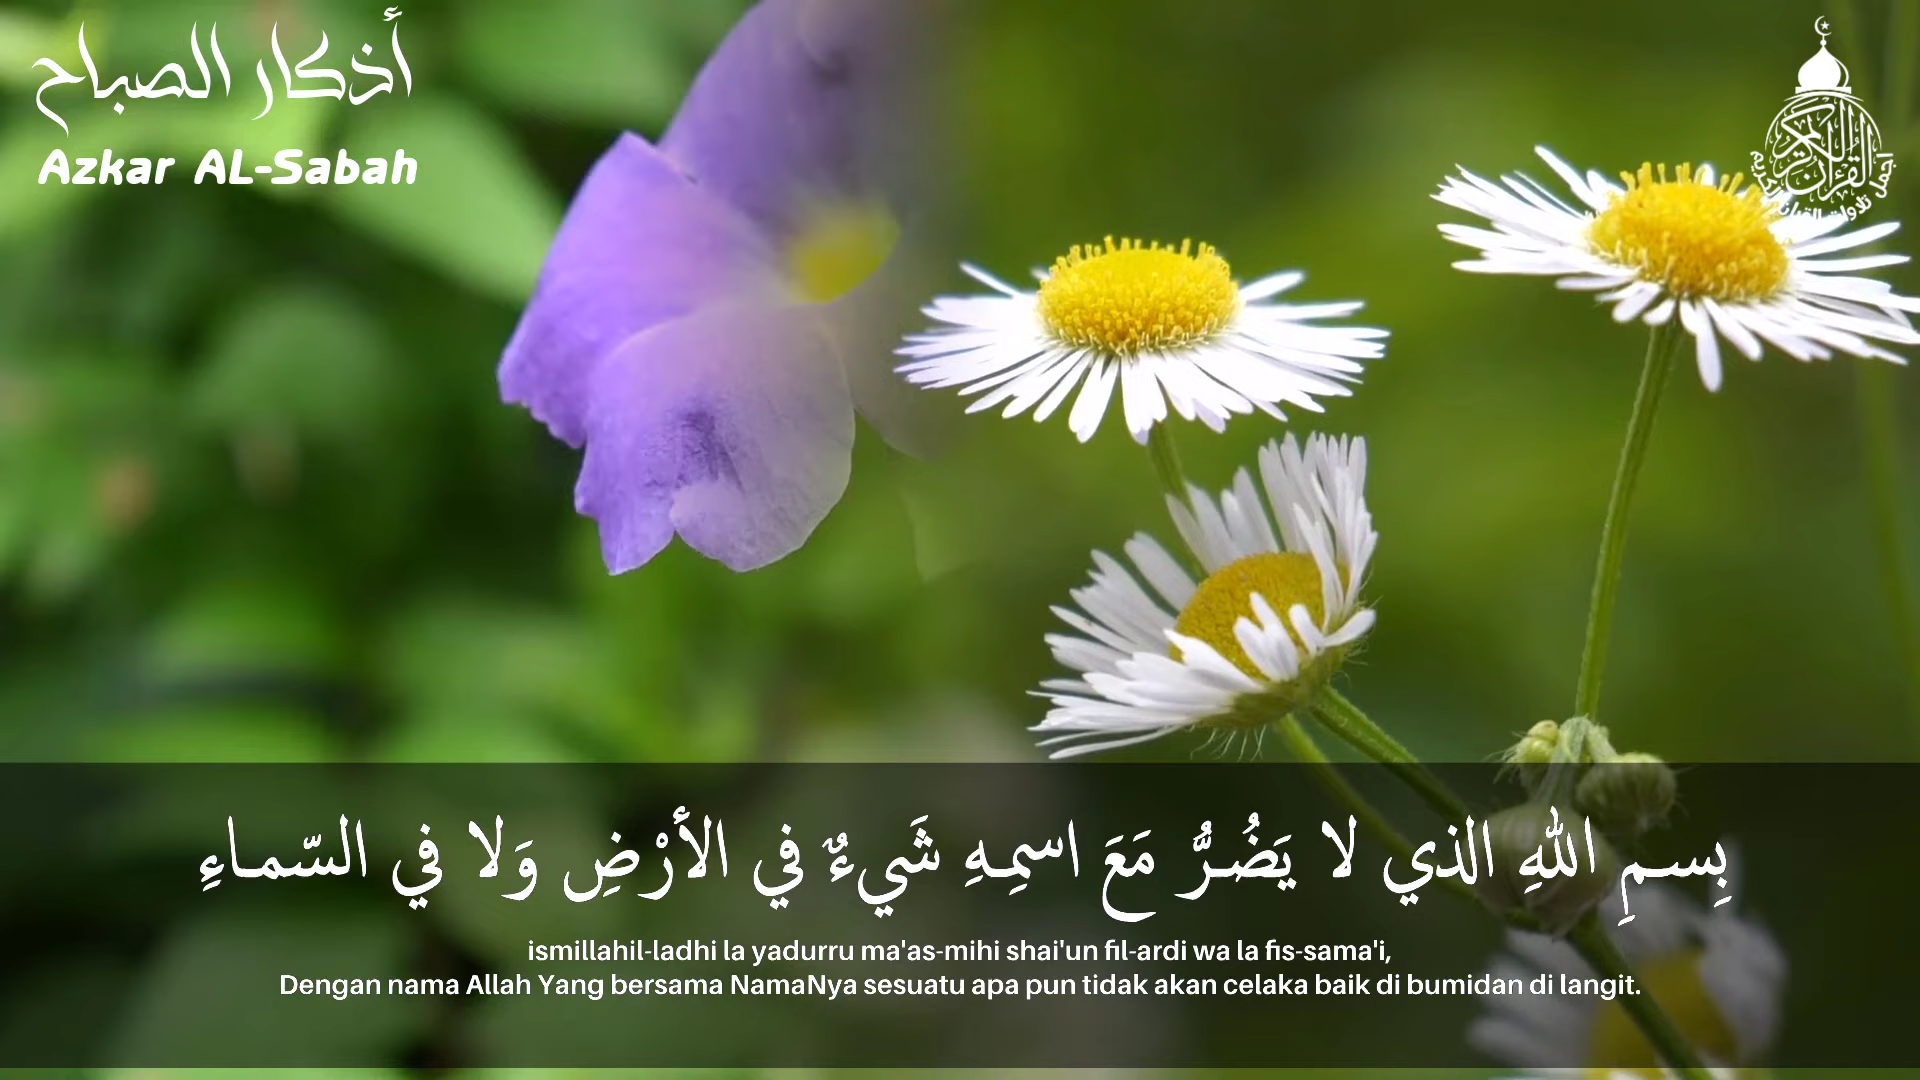 أذكار الصباح
Azkar AL-Sabah
القرآن الكريم
بِسمِ اللهِ الذي لا يَضُرُّ مَعَ اسمِهِ شَيءٌ في الأرْضِ وَلا في السّماءِ
ismillahil-ladhi la yadurru ma'as-mihi shai'un fil-ardi wa la fis-sama'i,
Dengan nama Allah Yang bersama NamaNya sesuatu apa pun tidak akan celaka baik di bumidan di langit.